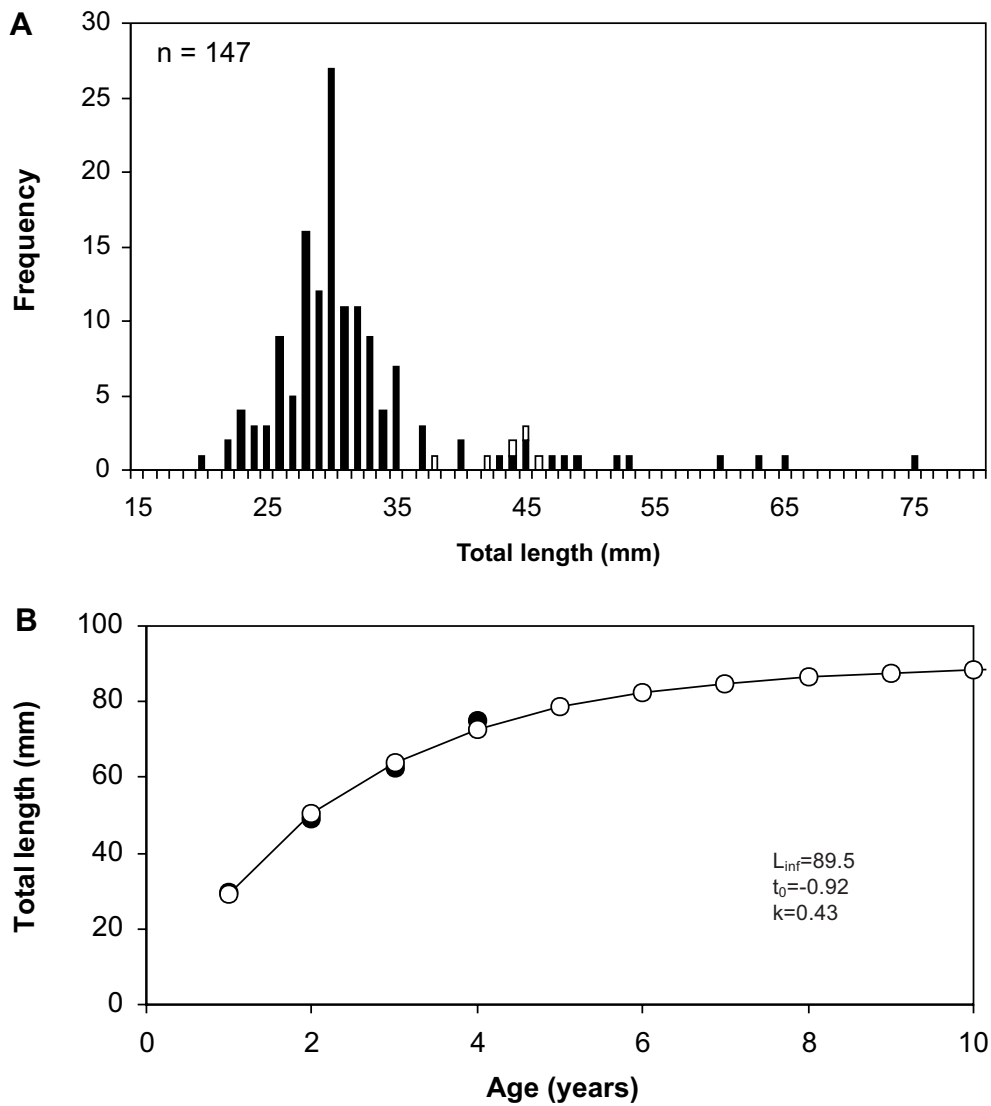 A
30
n = 147
25
20
15
10
5
0
Frequency
15 25 35 45 55 65 75
Total length (mm)
B
100
80
60
40
20
0
Total length (mm)
Linf=89.5
t0=-0.92
k=0.43
0 2 4 6 8 10
Age (years)